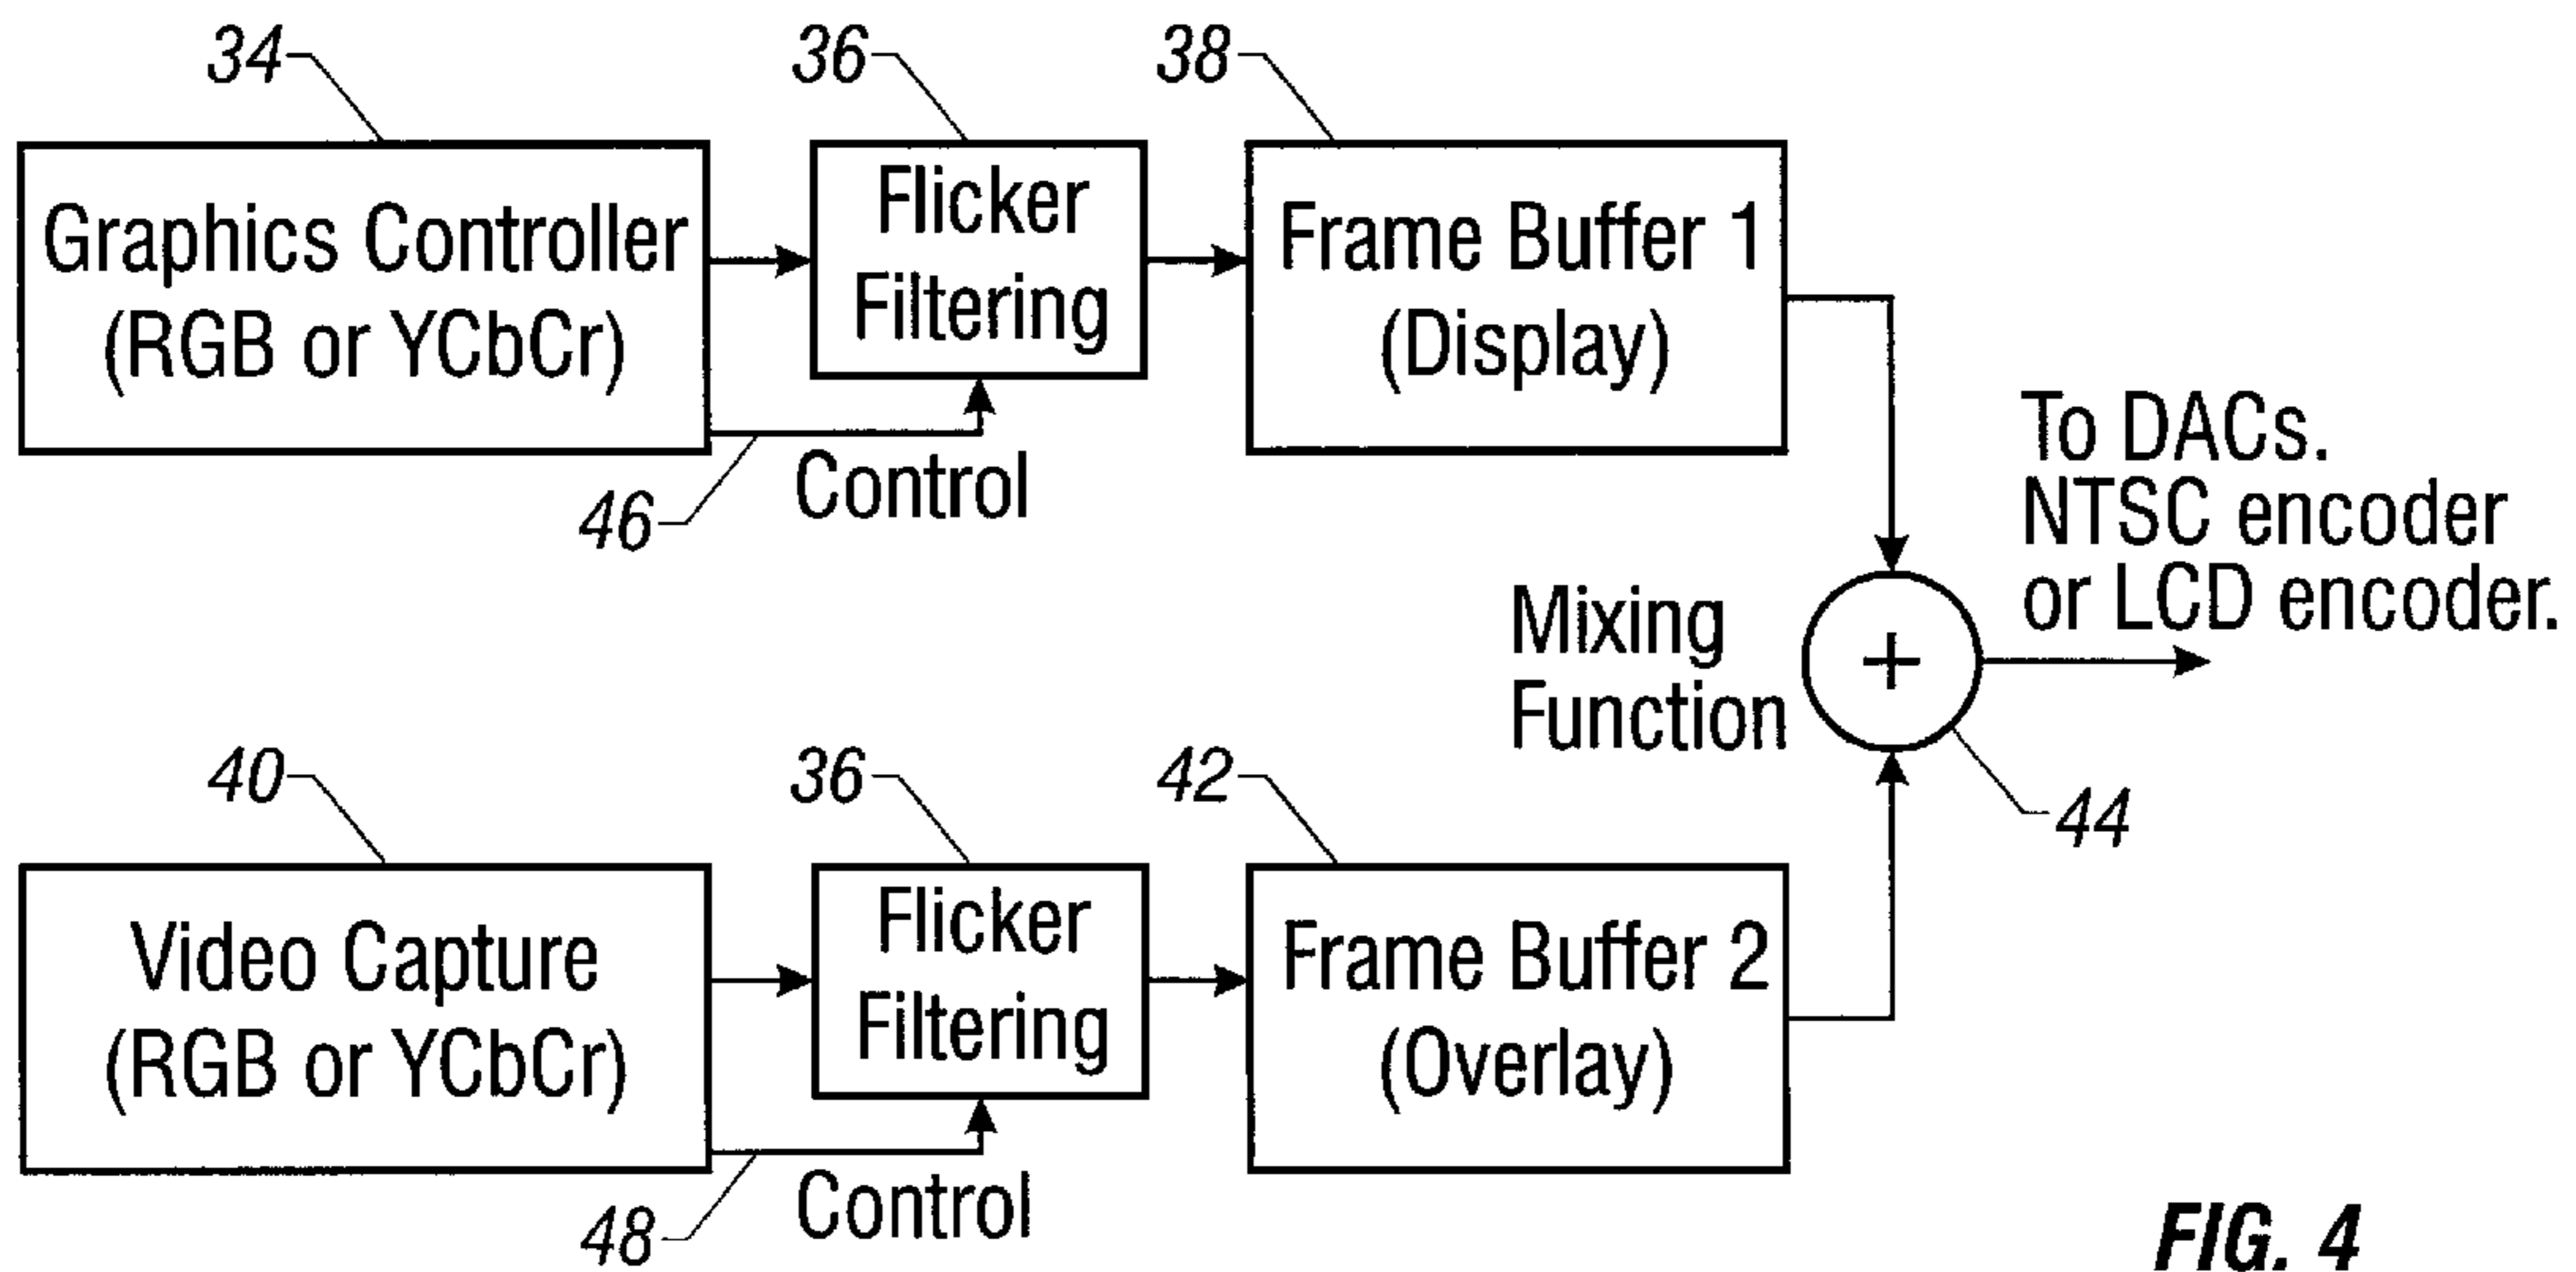 34
36
38
Graphics Controller
(RGB or YCbCr)
Flicker
Filtering
Frame Buffer 1
(Display)
46
Control
To DACs.
NTSC encoder
or LCD encoder.
Mixing
Function
+
44
40
36
42
Video Capture
(RGB or YCbCr)
Flicker
Filtering
Frame Buffer 2
(Overlay)
48
Control
FIG. 4